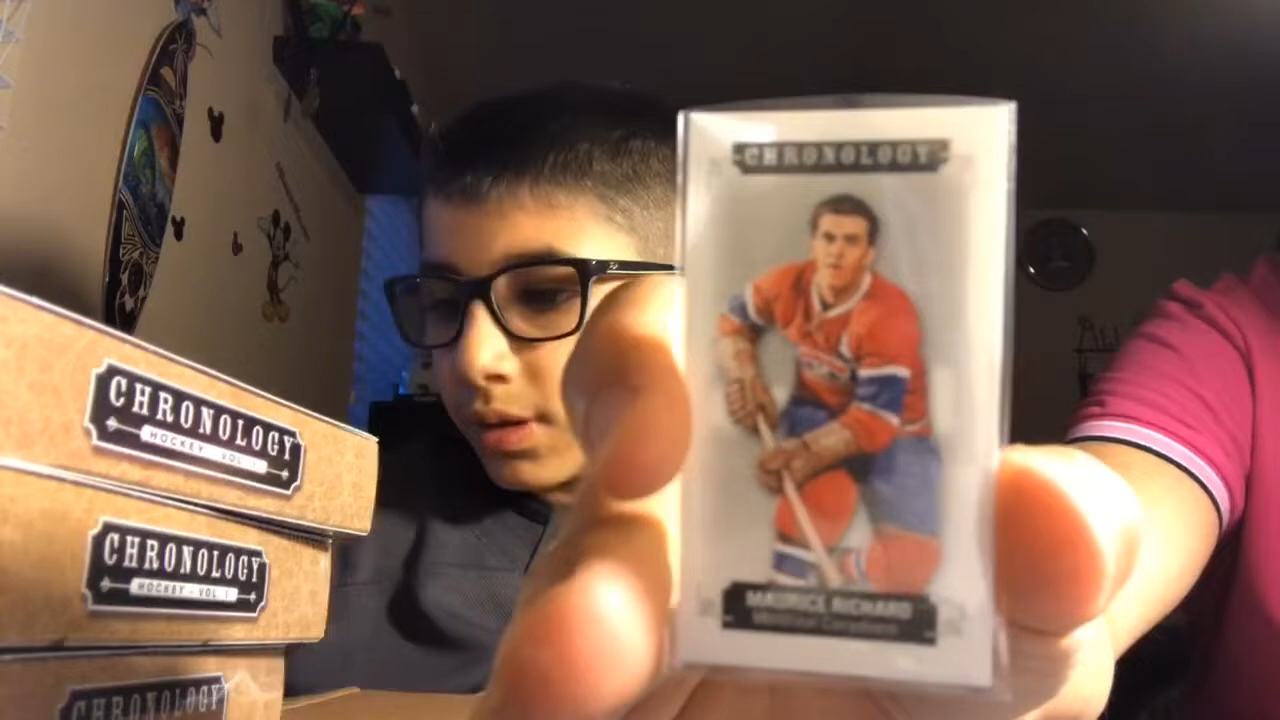 CHRONOLOGY
HOCKEY - VOL. 1
CHRONOLOGY
HOCKEY - VOL. 1
CHRONOLOGY
CHRONOLOGY
MAURICE RICHARD
Montreal Canadiens